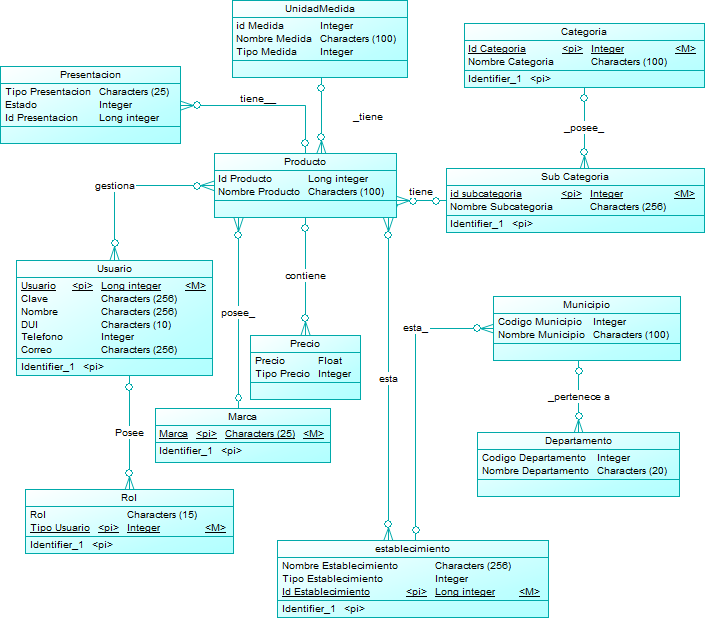 UnidadMedida
id Medida Integer
Nombre Medida Characters (100)
Tipo Medida Integer
Categoria
Id Categoria <pi> Integer <M>
Nombre Categoria Characters (100)
Identifier_1 <pi>
Presentacion
Tipo Presentacion Characters (25)
Estado Integer
Id Presentacion Long integer
tiene__
_tiene
_posee_
Producto
Id Producto Long integer
Nombre Producto Characters (100)
Sub Categoria
id subcategoria <pi> Integer <M>
Nombre Subcategoria Characters (256)
Identifier_1 <pi>
gestiona
tiene
Usuario
Usuario <pi> Long integer <M>
Clave Characters (256)
Nombre Characters (256)
DUI Characters (10)
Telefono Integer
Correo Characters (256)
Identifier_1 <pi>
contiene
posee_
Precio
Precio Float
Tipo Precio Integer
Municipio
Codigo Municipio Integer
Nombre Municipio Characters (100)
esta_
esta
_pertenece a
Marca
Marca <pi> Characters (25) <M>
Identifier_1 <pi>
Posee
Departamento
Codigo Departamento Integer
Nombre Departamento Characters (20)
Rol
Rol Characters (15)
Tipo Usuario <pi> Integer <M>
Identifier_1 <pi>
establecimiento
Nombre Establecimiento Characters (256)
Tipo Establecimiento Integer
Id Establecimiento <pi> Long integer <M>
Identifier_1 <pi>